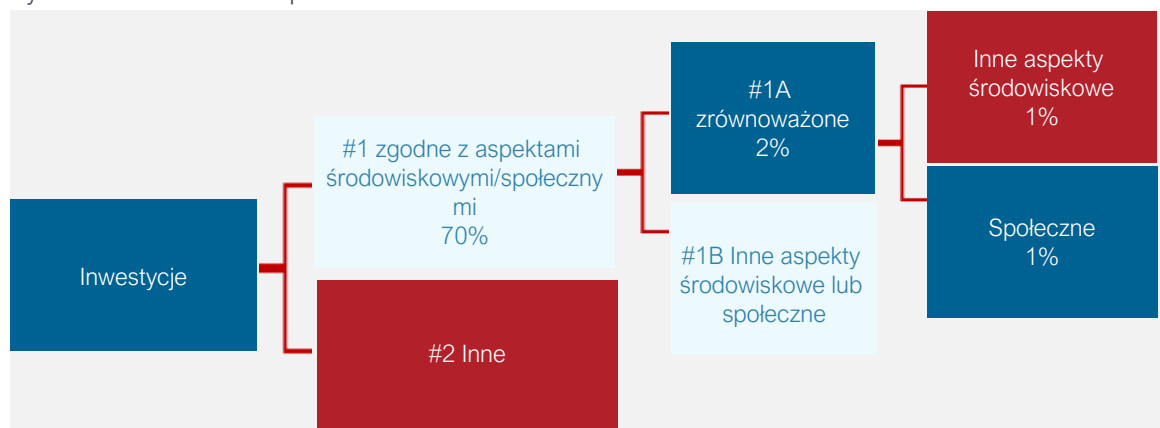 Inwestycje
#1 zgodne z aspektami
środowiskowymi/społeczny
mi
70%
#2 Inne
#1A
zrównoważone
2%
#1B Inne aspekty
środowiskowe lub
społeczne
Inne aspekty
środowiskowe
1%
Społeczne
1%